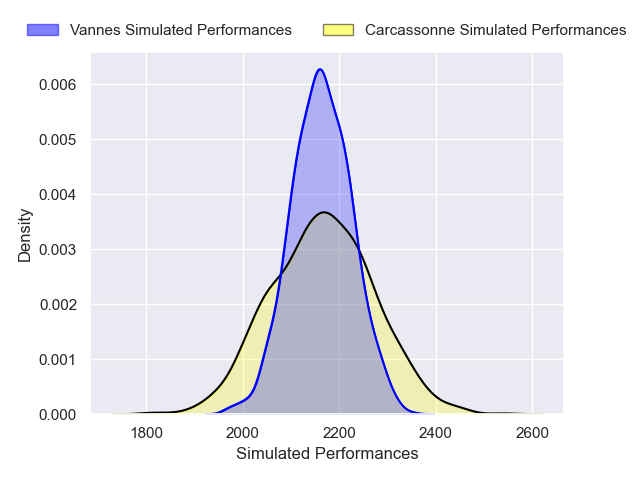 Vannes Simulated Performances Carcassonne Simulated Performances
0.006
0.005
0.004
0.003
0.002
0.001
0.000
Density
1800 2000 2200 2400 2600
Simulated Performances